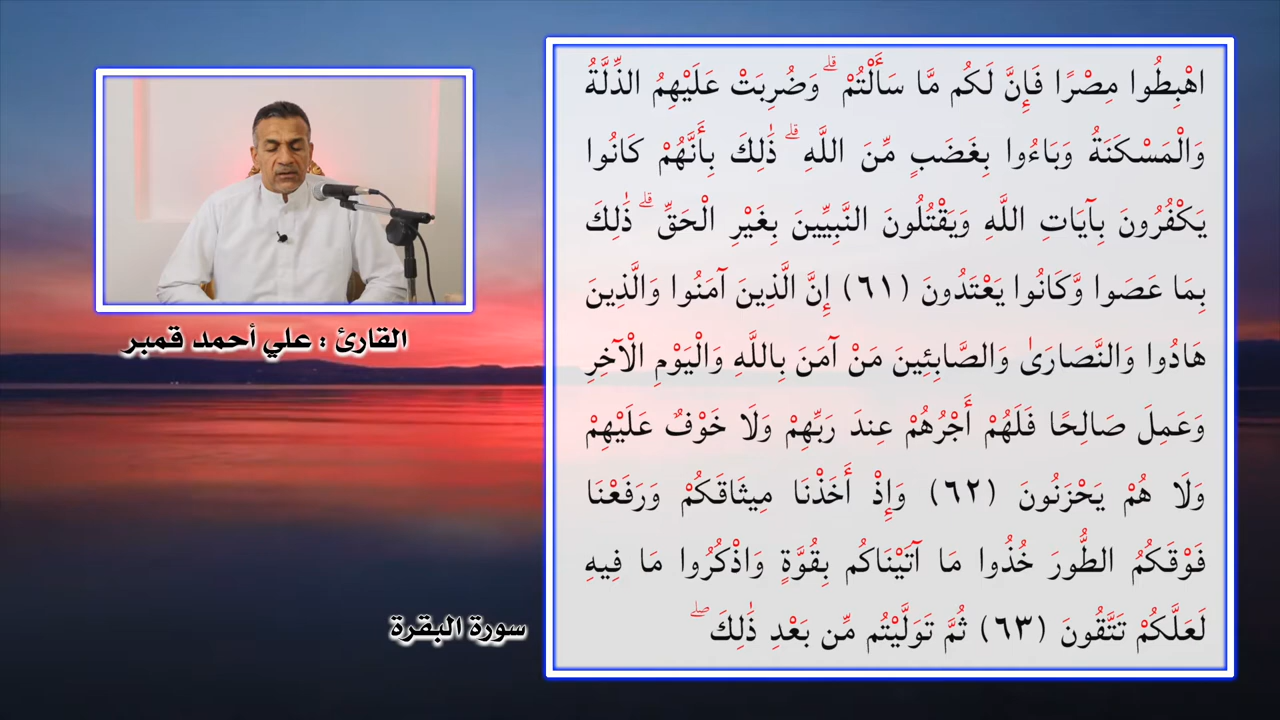 اهْبِطُوا مِصْرًا فَإِنَّ لَكُم مَّا سَأَلْتُمْ ۗ وَضُرِبَتْ عَلَيْهِمُ الذِّلَّةُ
وَالْمَسْكَنَةُ وَبَاءُوا بِغَضَبٍ مِّنَ اللَّهِ ۗ ذَٰلِكَ بِأَنَّهُمْ كَانُوا
يَكْفُرُونَ بِآيَاتِ اللَّهِ وَيَقْتُلُونَ النَّبِيِّينَ بِغَيْرِ الْحَقِّ ۗ ذَٰلِكَ
بِمَا عَصَوا وَّكَانُوا يَعْتَدُونَ (٦١) إِنَّ الَّذِينَ آمَنُوا وَالَّذِينَ
هَادُوا وَالنَّصَارَىٰ وَالصَّابِئِينَ مَنْ آمَنَ بِاللَّهِ وَالْيَوْمِ الْآخِرِ
وَعَمِلَ صَالِحًا فَلَهُمْ أَجْرُهُمْ عِندَ رَبِّهِمْ وَلَا خَوْفٌ عَلَيْهِمْ
وَلَا هُمْ يَحْزَنُونَ (٦٢) وَإِذْ أَخَذْنَا مِيثَاقَكُمْ وَرَفَعْنَا
فَوْقَكُمُ الطُّورَ خُذُوا مَا آتَيْنَاكُم بِقُوَّةٍ وَاذْكُرُوا مَا فِيهِ
لَعَلَّكُمْ تَتَّقُونَ (٦٣) ثُمَّ تَوَلَّيْتُم مِّن بَعْدِ ذَٰلِكَ ۖ
القارئ : علي أحمد قمبر
سورة البقرة